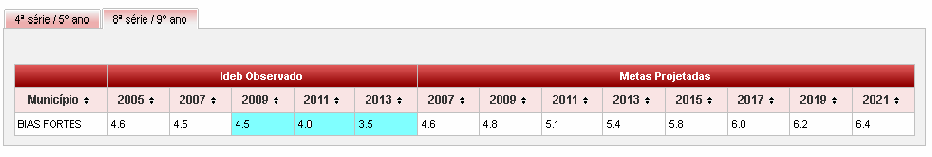 4ª série / 5º ano 8ª série / 9º ano
Ideb Observado Metas Projetadas
Município 2005 2007 2009 2011 2013 2007 2009 2011 2013 2015 2017 2019 2021
BIAS FORTES 4.6 4.5 4.5 4.0 3.5 4.6 4.8 5.1 5.4 5.8 6.0 6.2 6.4